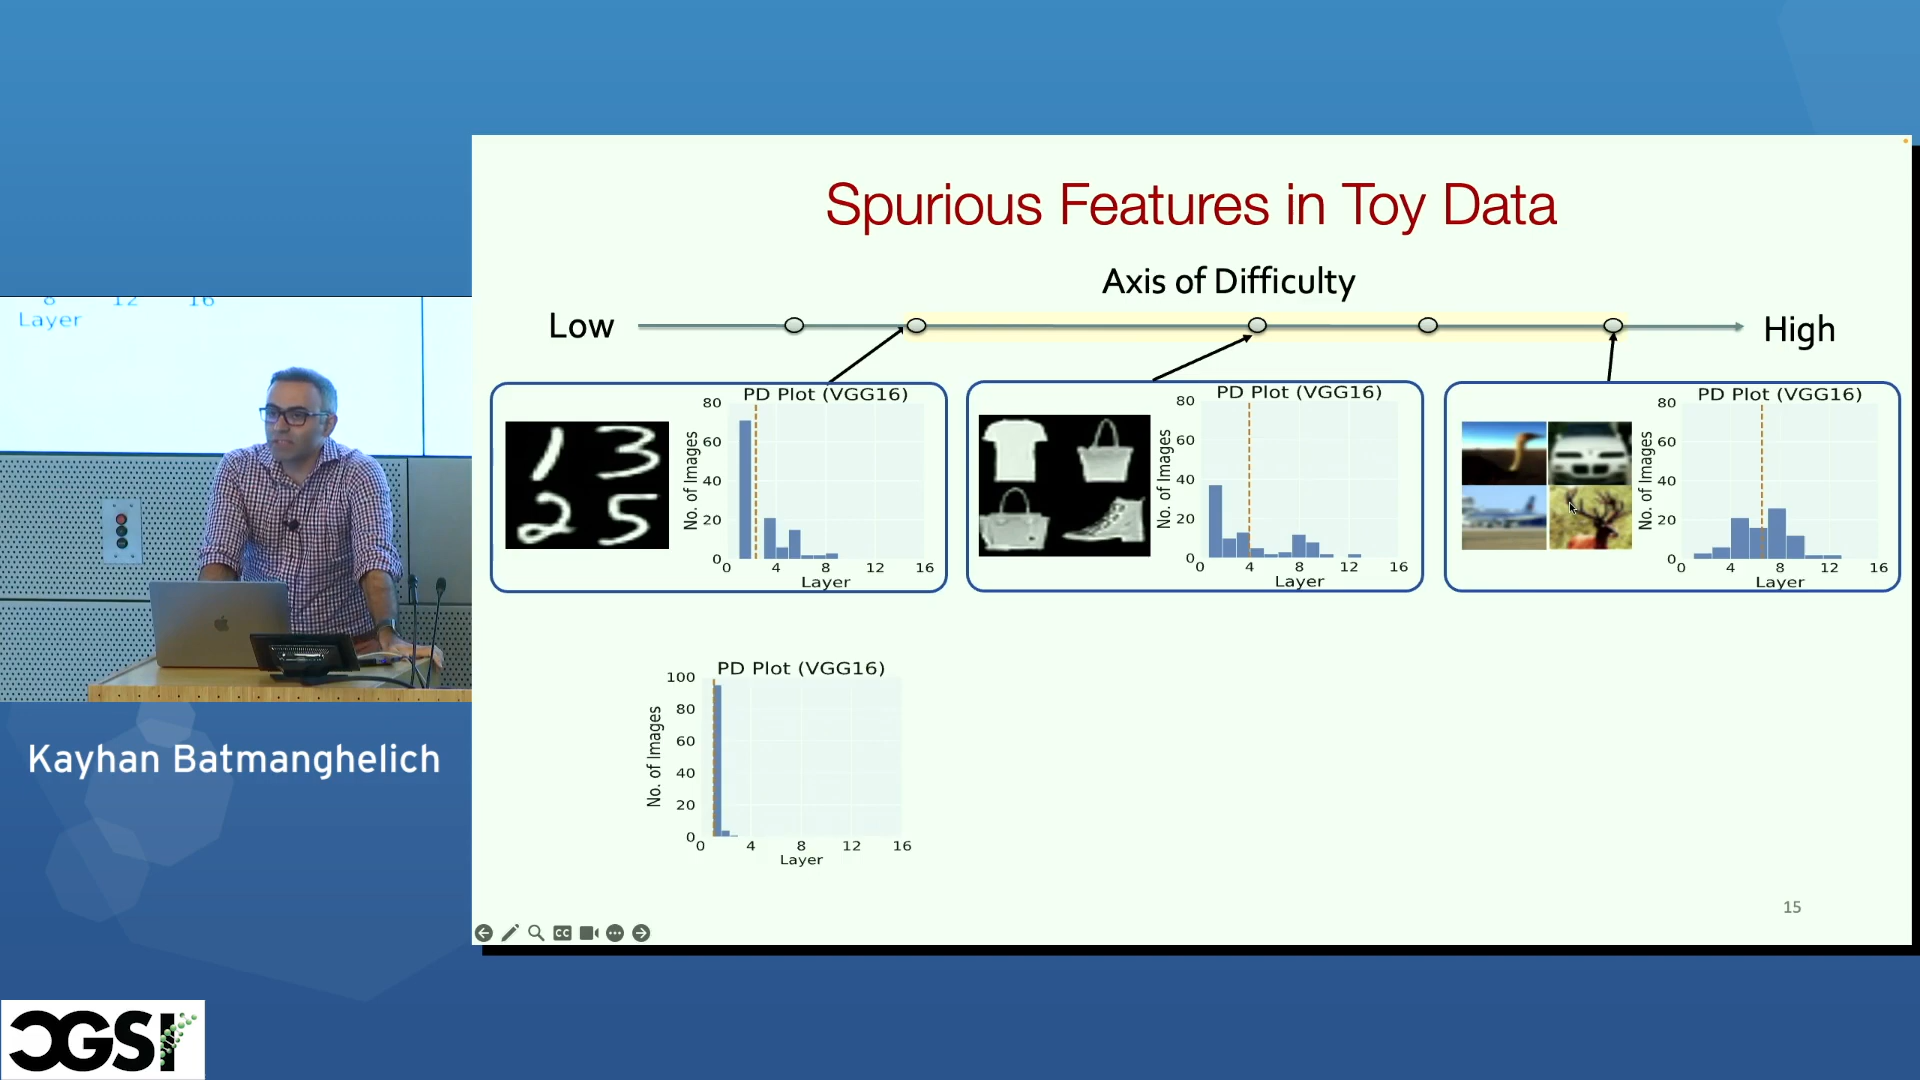 Spurious Features in Toy Data
Axis of Difficulty
Low
High
PD Plot (VGG16)
No. of Images
80
60
40
20
0
0 4 8 12 16
Layer
1 3
2 5
PD Plot (VGG16)
No. of Images
80
60
40
20
0
0 4 8 12 16
Layer
PD Plot (VGG16)
No. of Images
80
60
40
20
0
0 4 8 12 16
Layer
PD Plot (VGG16)
No. of Images
100
80
60
40
20
0
0 4 8 12 16
Layer
15
CC
8 12 16
Layer
Kayhan Batmanghelich
CGSI